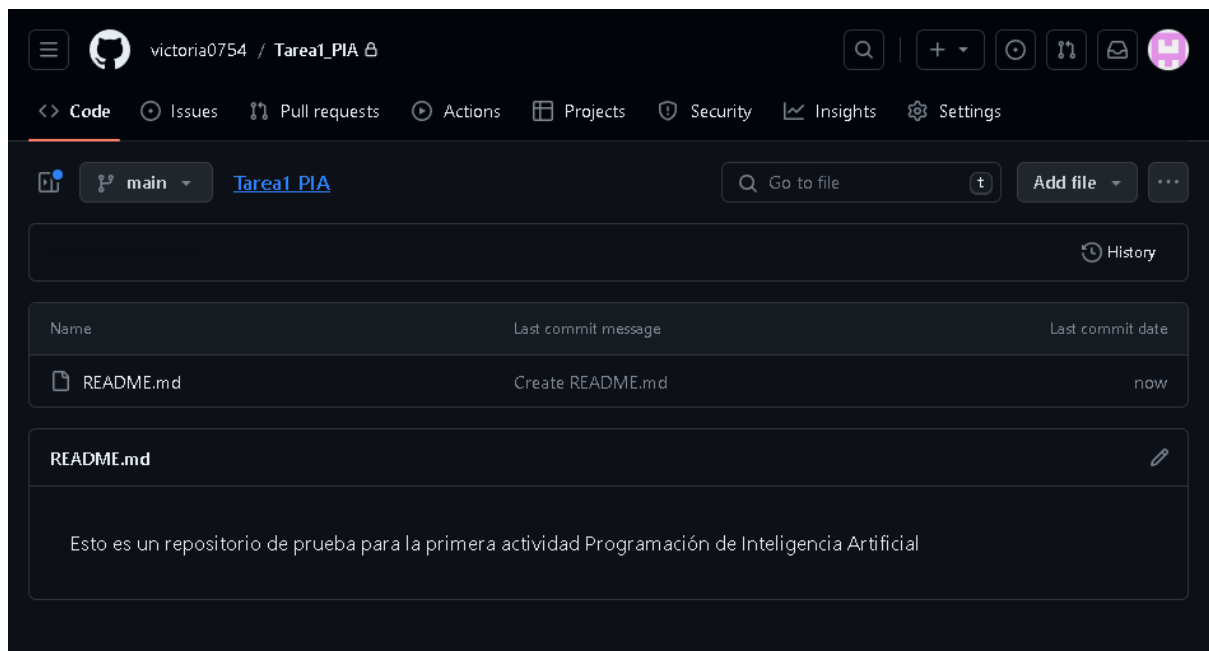 victoria0754 / Tarea1_PIA
Code Issues Pull requests Actions Projects Security Insights Settings
main Tarea1_PIA Go to file t Add file
History
Name Last commit message Last commit date
README.md Create README.md now
README.md
Esto es un repositorio de prueba para la primera actividad Programación de Inteligencia Artificial